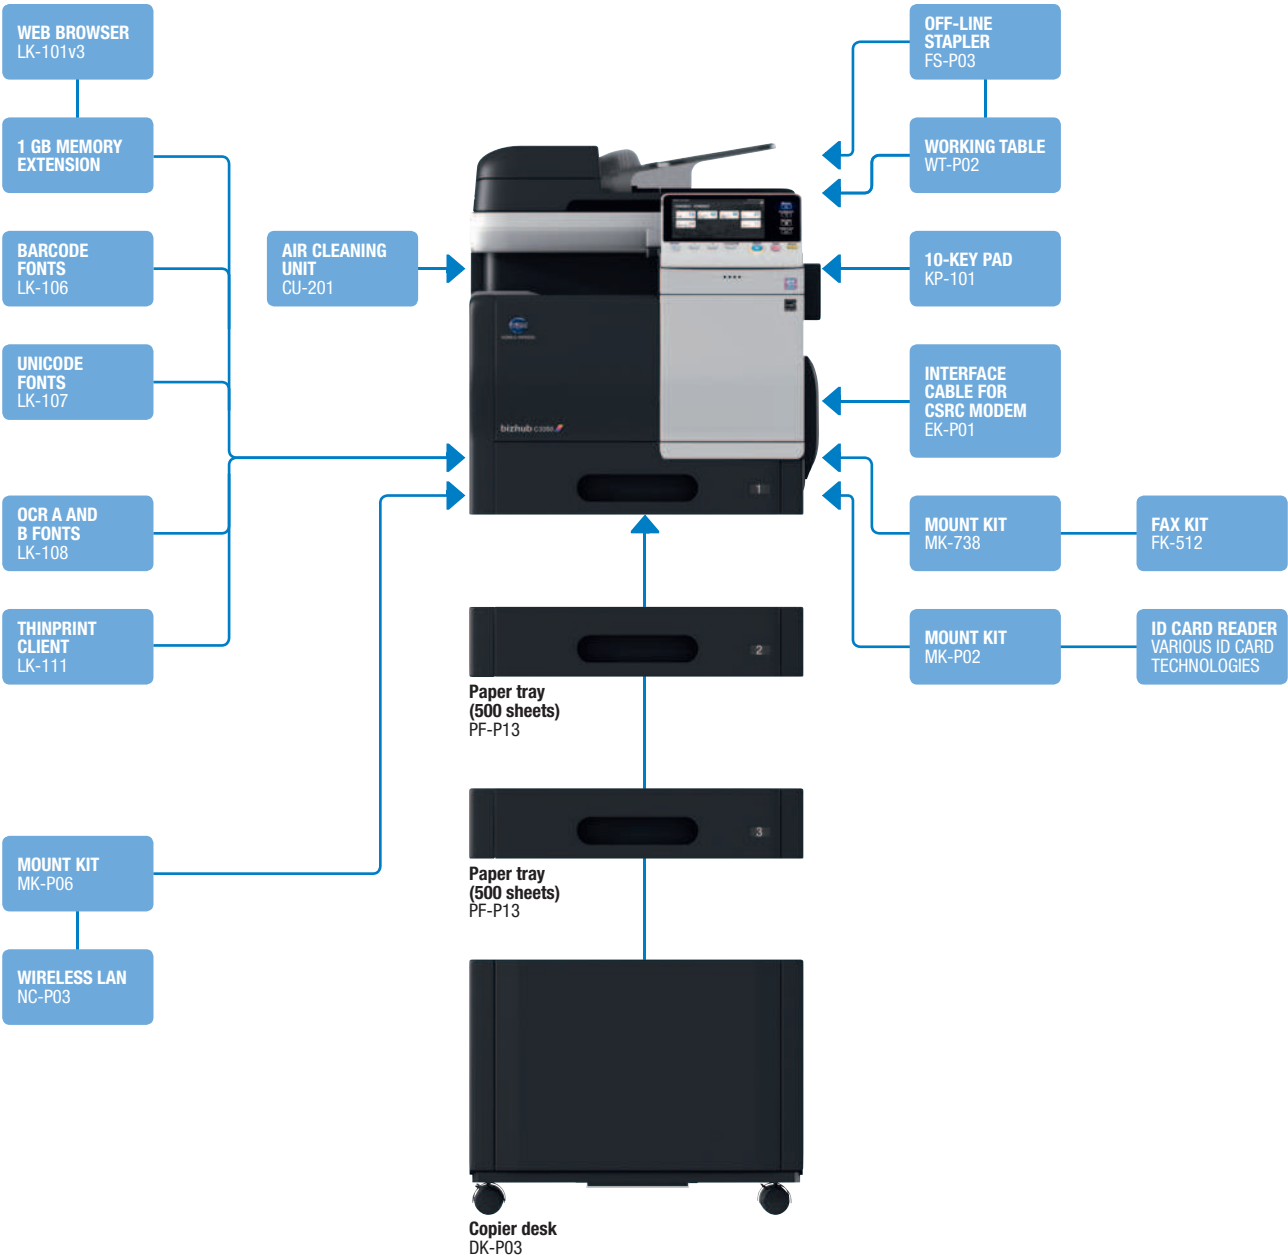 WEB BROWSER
LK-101v3
1 GB MEMORY
EXTENSION
BARCODE
FONTS
LK-106
UNICODE
FONTS
LK-107
OCR A AND
B FONTS
LK-108
THINPRINT
CLIENT
LK-111
MOUNT KIT
MK-P06
WIRELESS LAN
NC-P03
AIR CLEANING
UNIT
CU-201
bizhub C3350
1
2
Paper tray
(500 sheets)
PF-P13
3
Paper tray
(500 sheets)
PF-P13
Copier desk
DK-P03
OFF-LINE
STAPLER
FS-P03
WORKING TABLE
WT-P02
10-KEY PAD
KP-101
INTERFACE
CABLE FOR
CSRC MODEM
EK-P01
MOUNT KIT
MK-738
FAX KIT
FK-512
MOUNT KIT
MK-P02
ID CARD READER
VARIOUS ID CARD
TECHNOLOGIES